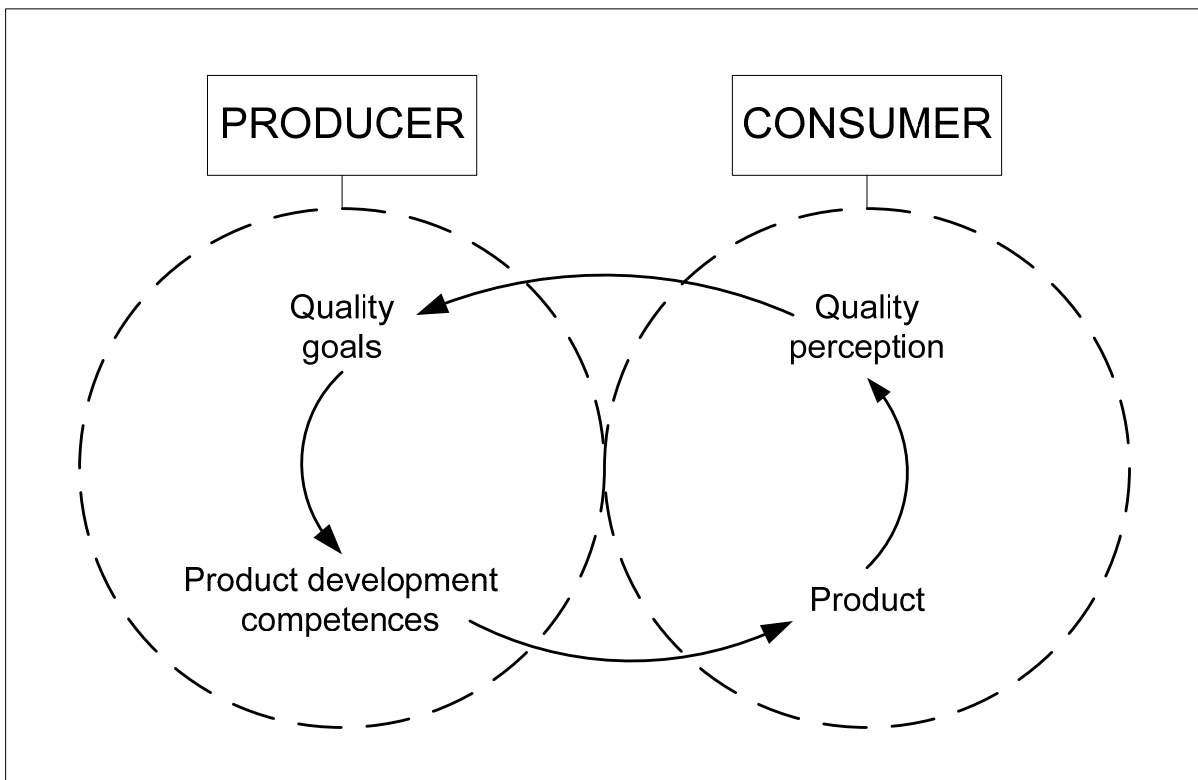 PRODUCER
CONSUMER
Quality
goals
Quality
perception
Product development
competences
Product